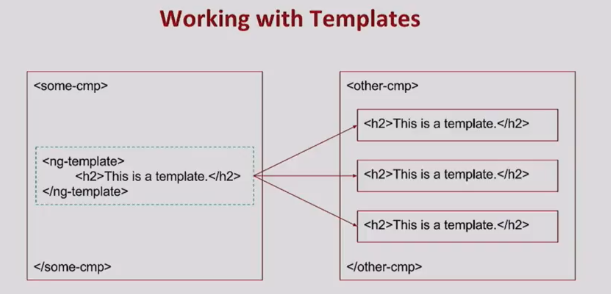 Working with Templates
<some-cmp>
<ng-template>
<h2>This is a template.</h2>
</ng-template>
</some-cmp>
<other-cmp>
<h2>This is a template.</h2>
<h2>This is a template.</h2>
<h2>This is a template.</h2>
</other-cmp>